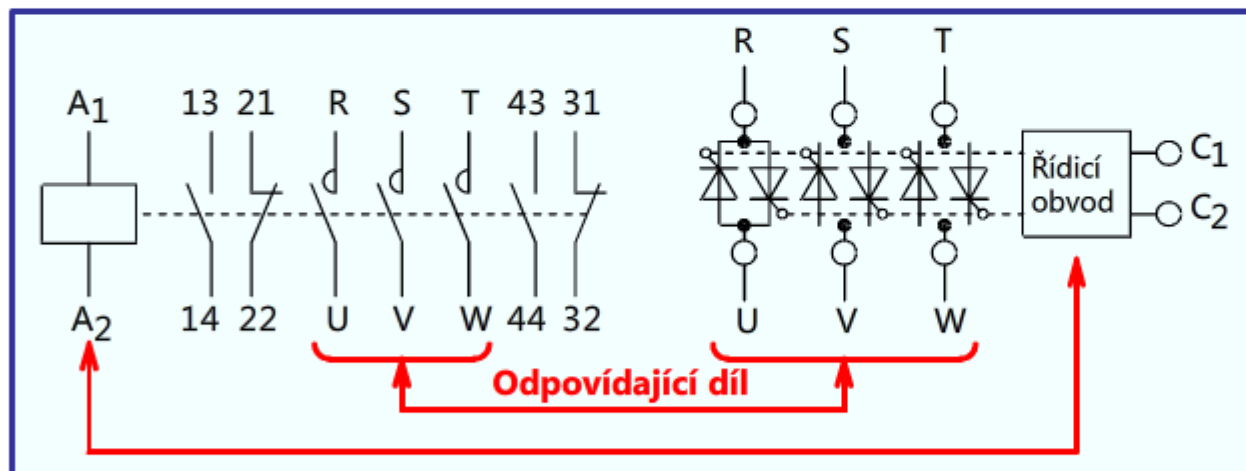 R S T
A1 13 21 R S T 43 31
Řídicí
obvod
C1
C2
A2 14 22 U V W 44 32
U V W
Odpovídající díl